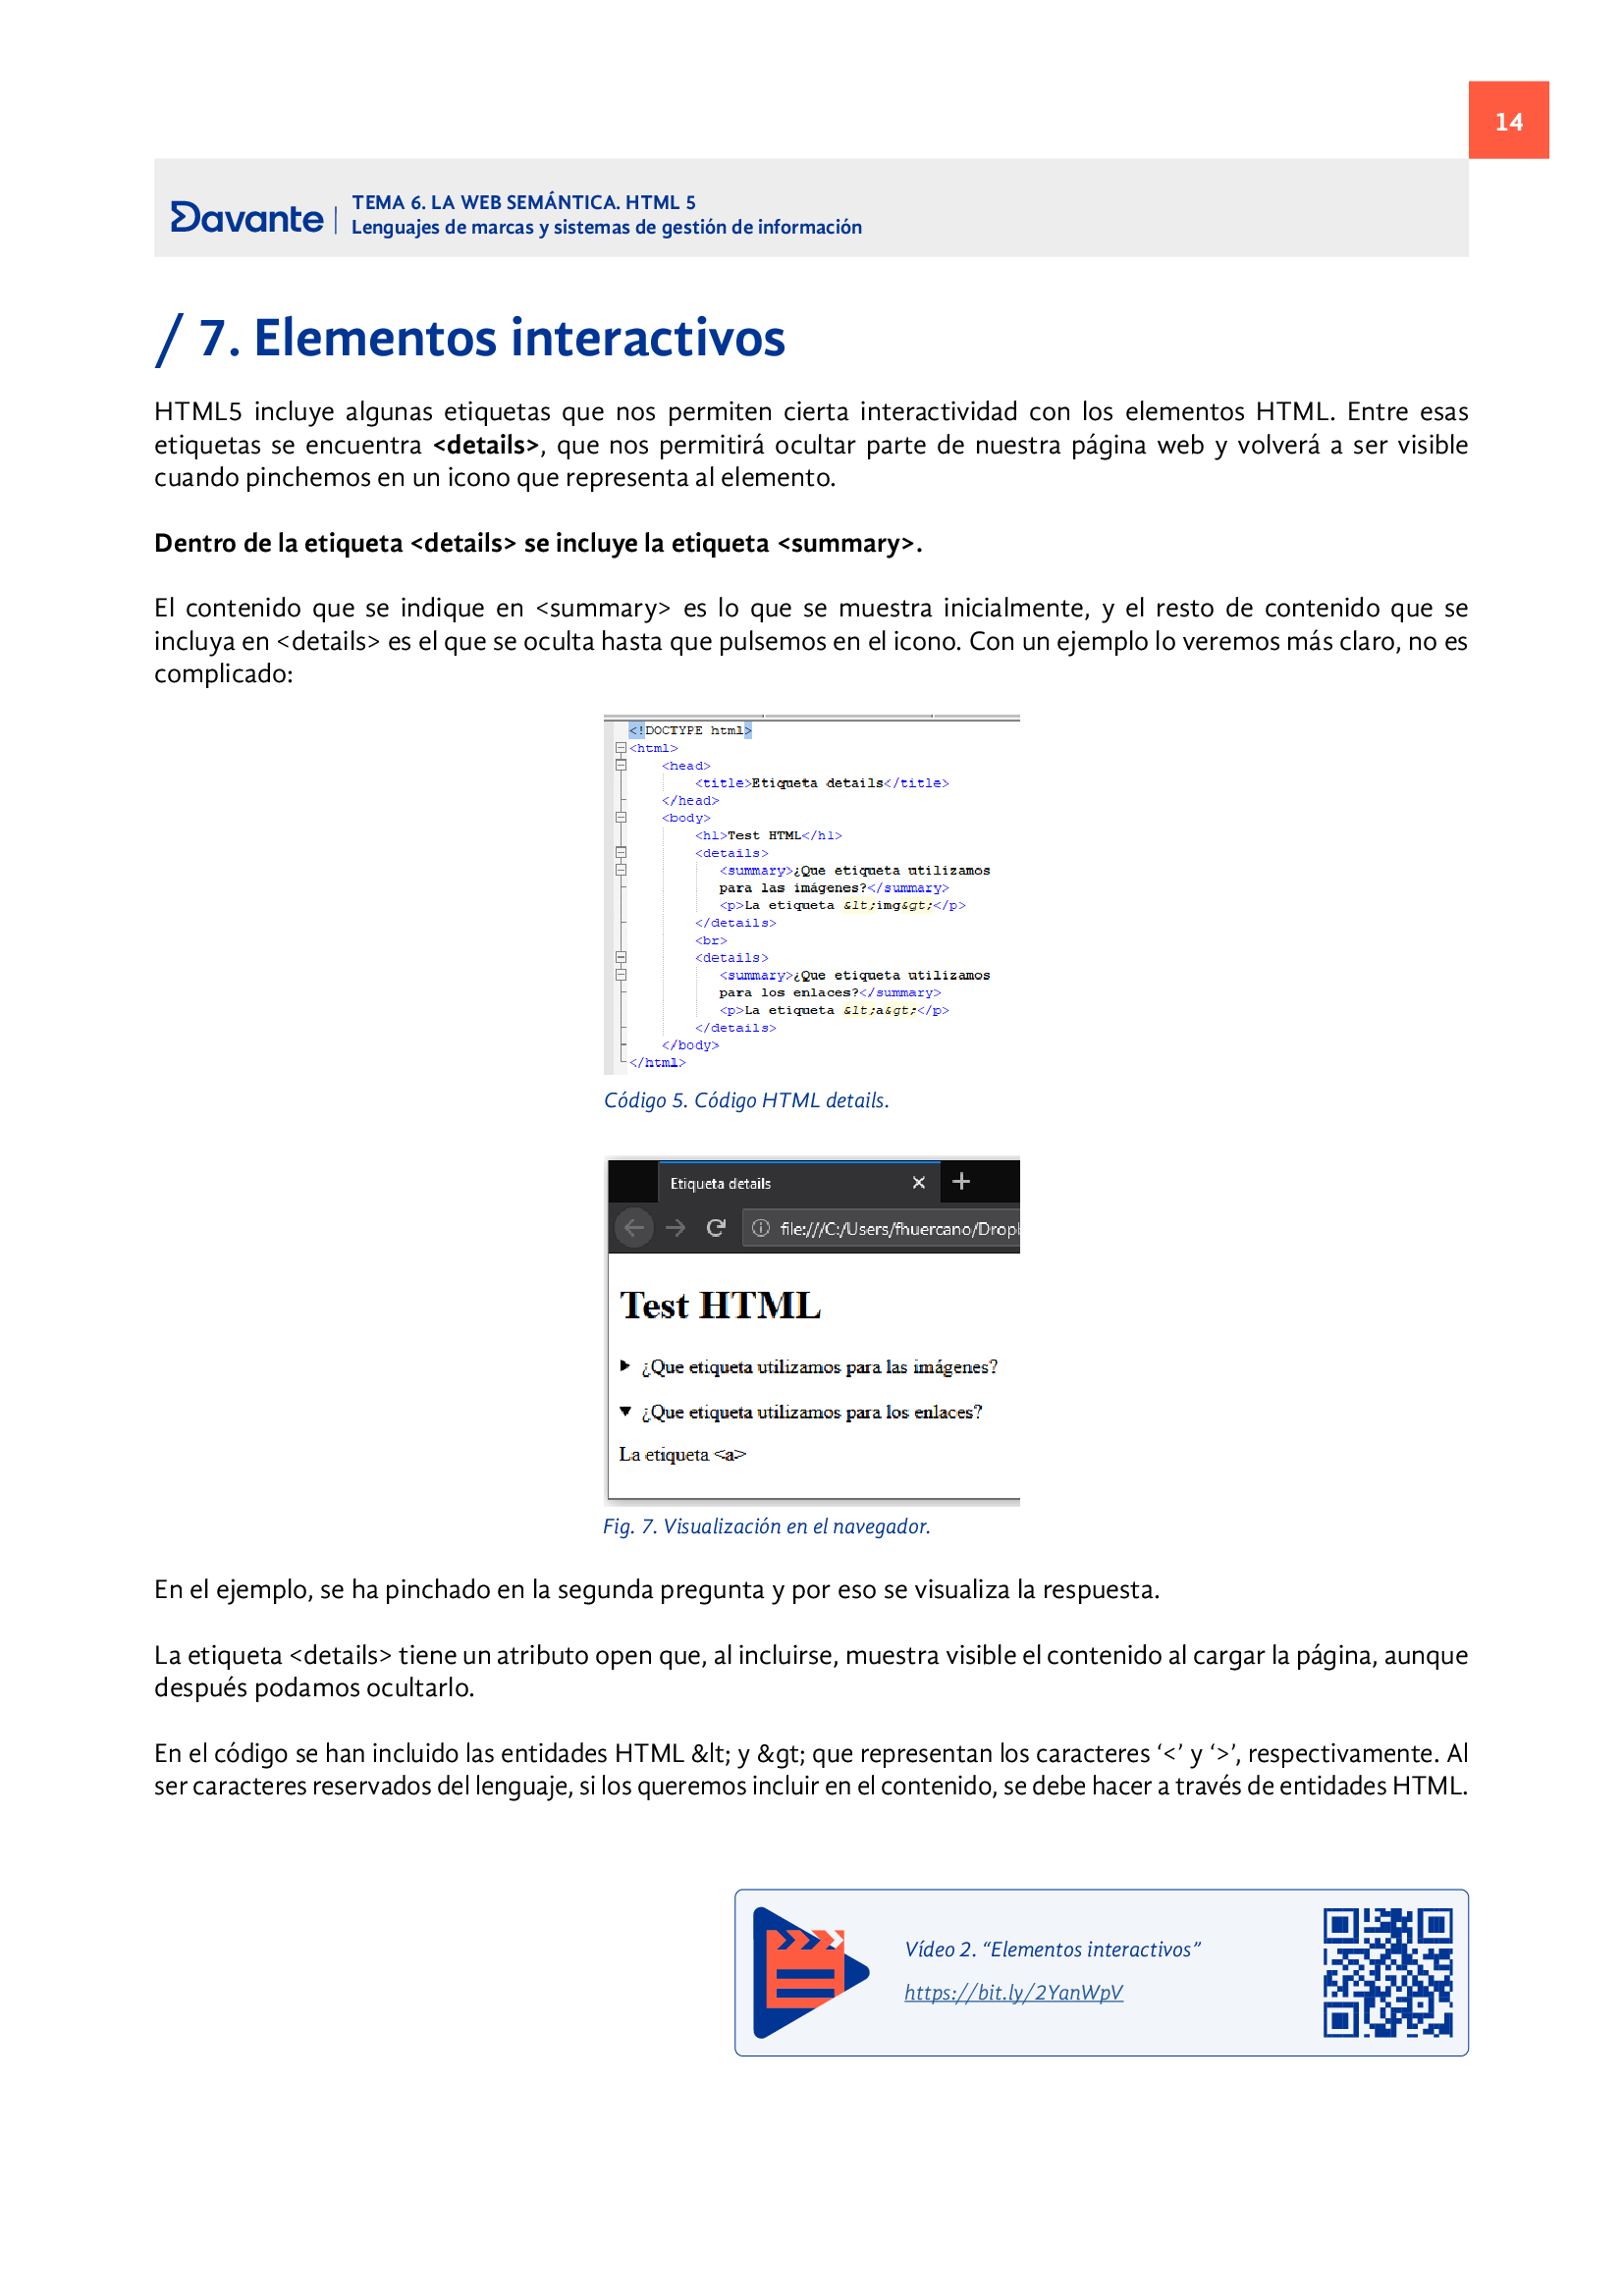 14
Davante
TEMA 6. LA WEB SEMÁNTICA. HTML 5
Lenguajes de marcas y sistemas de gestión de información
/ 7. Elementos interactivos
HTML5 incluye algunas etiquetas que nos permiten cierta interactividad con los elementos HTML. Entre esas
etiquetas se encuentra <details>, que nos permitirá ocultar parte de nuestra página web y volverá a ser visible
cuando pinchemos en un icono que representa al elemento.
Dentro de la etiqueta <details> se incluye la etiqueta <summary>.
El contenido que se indique en <summary> es lo que se muestra inicialmente, y el resto de contenido que se
incluya en <details> es el que se oculta hasta que pulsemos en el icono. Con un ejemplo lo veremos más claro, no es
complicado:
<!DOCTYPE html>
<html>
<head>
<title>Etiqueta details</title>
</head>
<body>
<h1>Test HTML</h1>
<details>
<summary>¿Que etiqueta utilizamos
para las imágenes?</summary>
<p>La etiqueta &lt;img&gt;</p>
</details>
<br>
<details>
<summary>¿Que etiqueta utilizamos
para los enlaces?</summary>
<p>La etiqueta &lt;a&gt;</p>
</details>
</body>
</html>
Código 5. Código HTML details.
Etiqueta details
file:///C:/Users/fhuercano/Drop
Test HTML
¿Que etiqueta utilizamos para las imágenes?
¿Que etiqueta utilizamos para los enlaces?
La etiqueta <a>
Fig. 7. Visualización en el navegador.
En el ejemplo, se ha pinchado en la segunda pregunta y por eso se visualiza la respuesta.
La etiqueta <details> tiene un atributo open que, al incluirse, muestra visible el contenido al cargar la página, aunque
después podamos ocultarlo.
En el código se han incluido las entidades HTML &lt; y &gt; que representan los caracteres ‘<’ y ‘>’, respectivamente. Al
ser caracteres reservados del lenguaje, si los queremos incluir en el contenido, se debe hacer a través de entidades HTML.
Vídeo 2. “Elementos interactivos”
https://bit.ly/2YanWpV